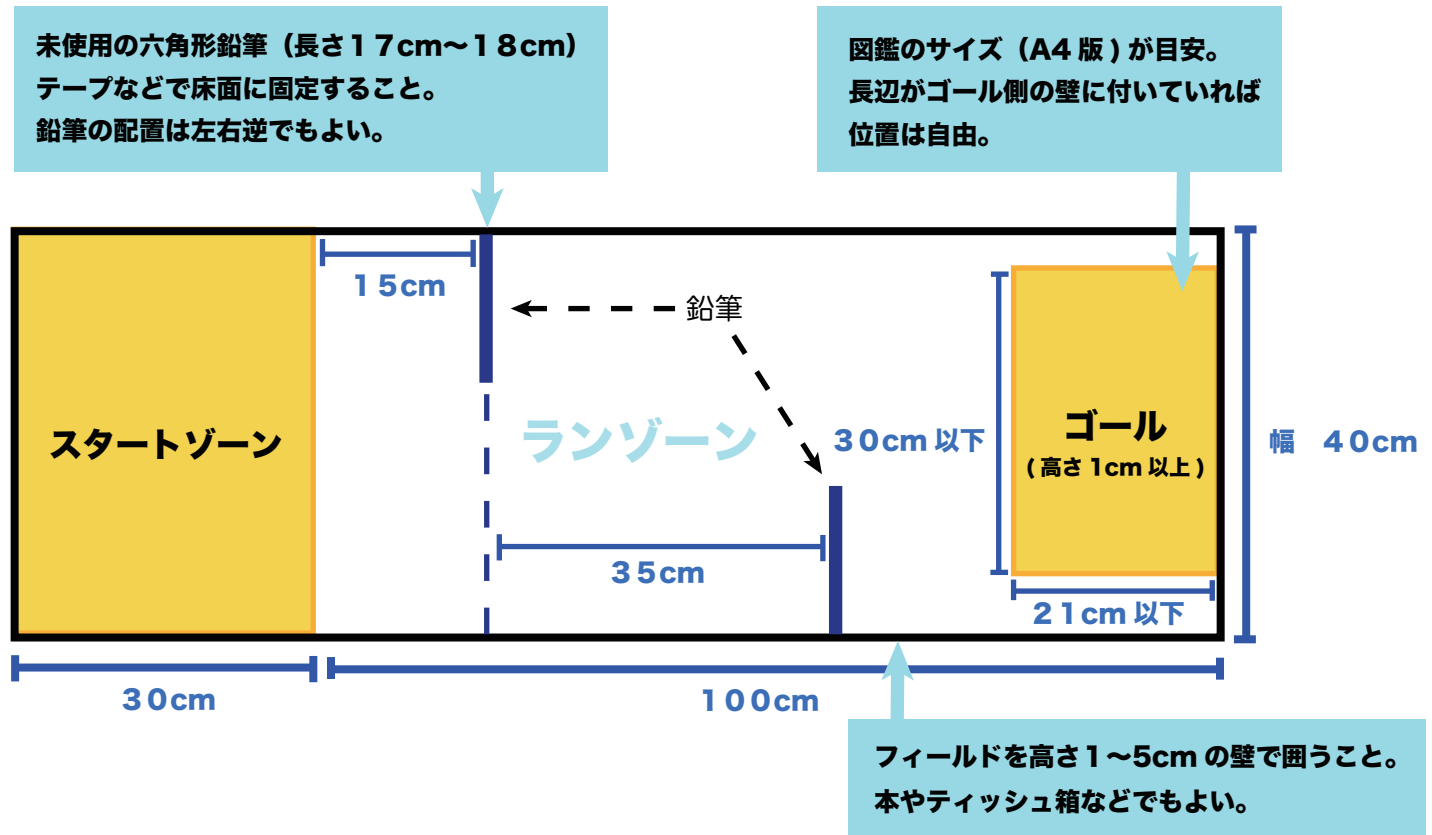 未使用の六角形鉛筆（長さ１７cm〜１８cm）
テープなどで床面に固定すること。
鉛筆の配置は左右逆でもよい。
図鑑のサイズ（A4 版 ) が目安。
長辺がゴール側の壁に付いていれば
位置は自由。
１５cm
鉛筆
スタートゾーン
ランゾーン
３０cm 以下
ゴール
( 高さ 1cm 以上 )
幅　４０cm
３５cm
２１cm 以下
３０cm
１００cm
フィールドを高さ１〜5cm の壁で囲うこと。
本やティッシュ箱などでもよい。